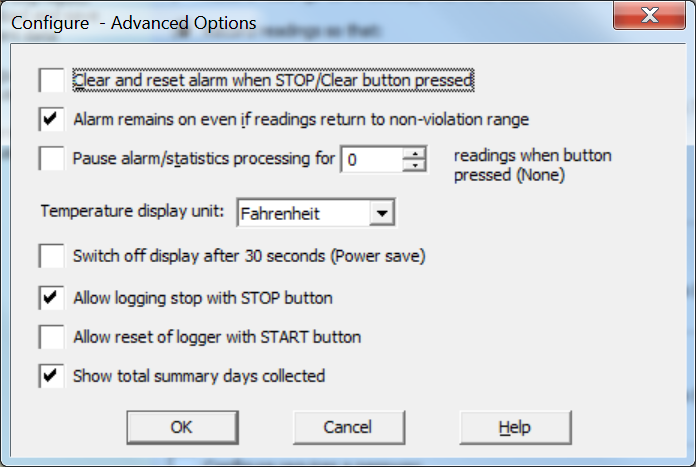 Configure - Advanced Options
Clear and reset alarm when STOP/Clear button pressed
Alarm remains on even if readings return to non-violation range
Pause alarm/statistics processing for 0 readings when button
pressed (None)
Temperature display unit: Fahrenheit
Switch off display after 30 seconds (Power save)
Allow logging stop with STOP button
Allow reset of logger with START button
Show total summary days collected
OK Cancel Help